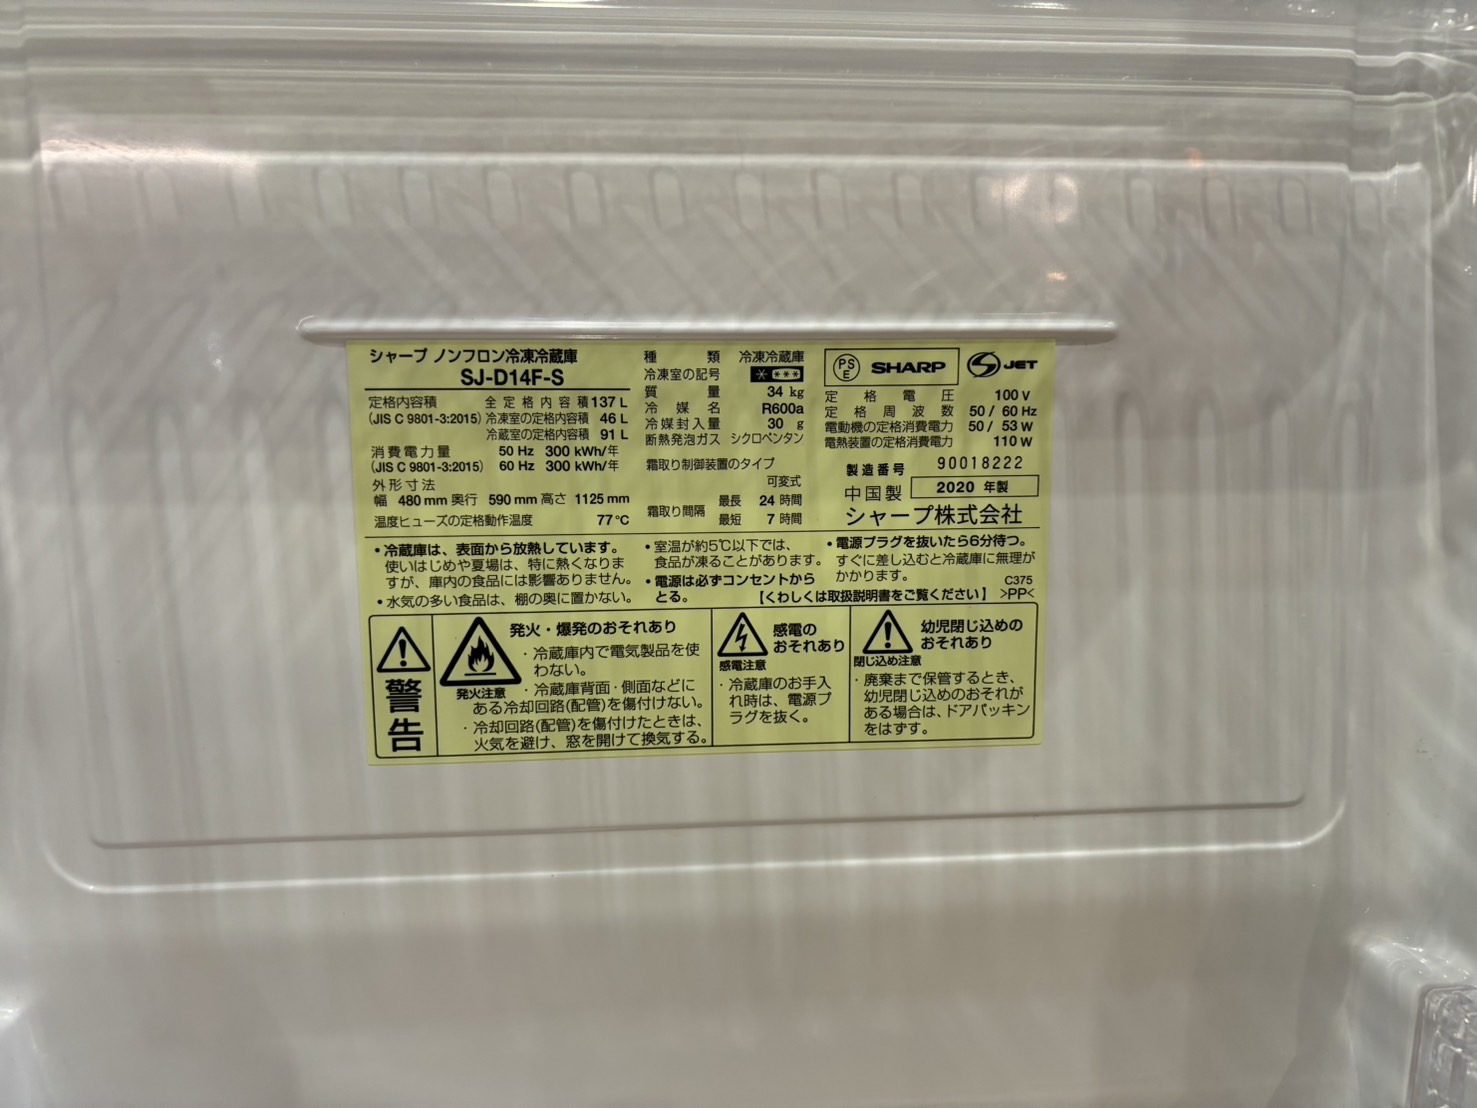 シャープ ノンフロン冷凍冷蔵庫
SJ-D14F-S
定格内容積 全定格内容積 137 L
(JIS C 9801-3:2015) 冷凍室の定格内容積 46 L
冷蔵室の定格内容積 91 L
消費電力量 50 Hz 300 kWh/年
(JIS C 9801-3:2015) 60 Hz 300 kWh/年
外形寸法
幅 480 mm 奥行 590 mm 高さ 1125 mm
温度ヒューズの定格動作温度 77℃
種類 冷凍冷蔵庫
冷凍室の記号 * ***
質量 34 kg
冷媒名 R600a
冷媒封入量 30 g
断熱発泡ガス シクロペンタン
霜取り制御装置のタイプ
可変式
霜取り間隔 最長 24 時間
最短 7 時間
PSE SHARP S JET
定格電圧 100 V
定格周波数 50 / 60 Hz
電動機の定格消費電力 50 / 53 W
電熱装置の定格消費電力 110 W
製造番号 90018222
中国製 2020 年製
シャープ株式会社
・冷蔵庫は、表面から放熱しています。
使いはじめや夏場は、特に熱くなりま
すが、庫内の食品には影響ありません。
・水気の多い食品は、棚の奥に置かない。
・室温が約5℃以下では、
食品が凍ることがあります。
・電源は必ずコンセントから
とる。
・電源プラグを抜いたら6分待つ。
すぐに差し込むと冷蔵庫に無理が
かかります。
C375
【くわしくは取扱説明書をご覧ください】 >PP<
警告
発火・爆発のおそれあり
発火注意
・冷蔵庫内で電気製品を使
わない。
・冷蔵庫背面・側面などに
ある冷却回路(配管)を傷付けない。
・冷却回路(配管)を傷付けたときは、
火気を避け、窓を開けて換気する。
感電の
おそれあり
感電注意
・冷蔵庫のお手入
れ時は、電源プ
ラグを抜く。
幼児閉じ込めの
おそれあり
閉じ込め注意
・廃棄まで保管するとき、
幼児閉じ込めのおそれが
ある場合は、ドアパッキン
をはずす。